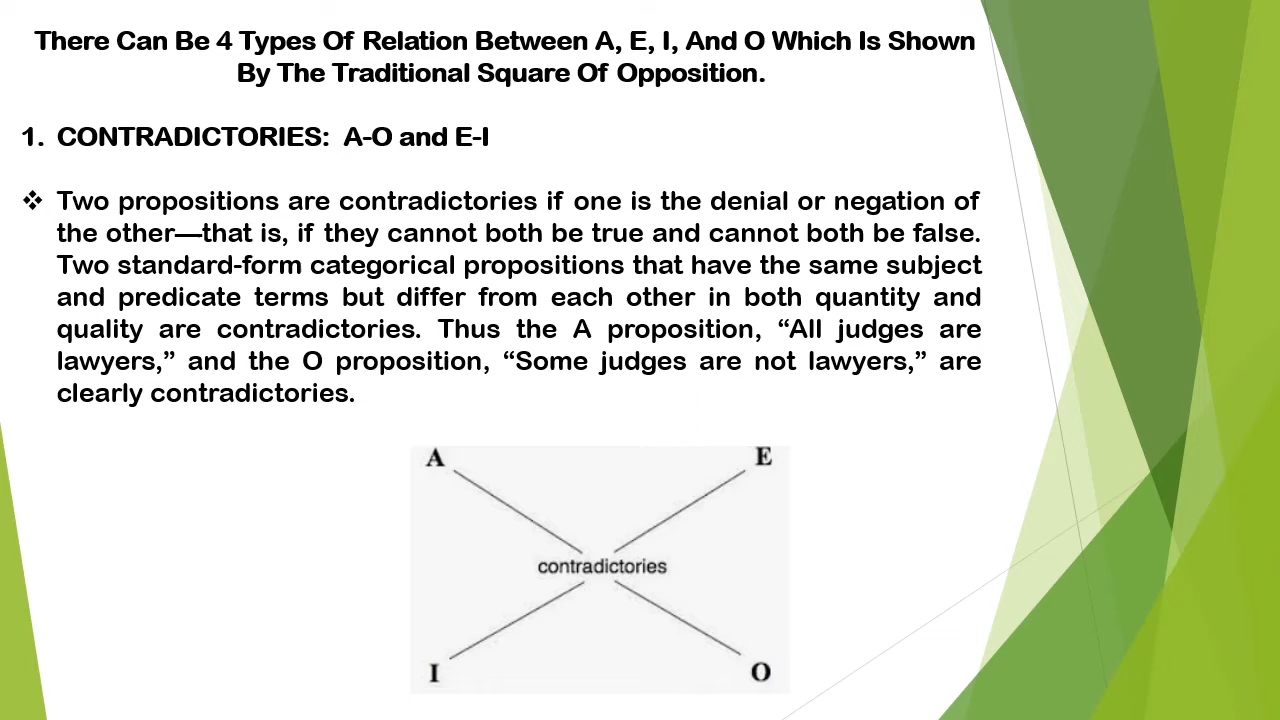 There Can Be 4 Types Of Relation Between A, E, I, And O Which Is Shown
By The Traditional Square Of Opposition.
1. CONTRADICTORIES: A-O and E-I
❖ Two propositions are contradictories if one is the denial or negation of
the other—that is, if they cannot both be true and cannot both be false.
Two standard-form categorical propositions that have the same subject
and predicate terms but differ from each other in both quantity and
quality are contradictories. Thus the A proposition, “All judges are
lawyers,” and the O proposition, “Some judges are not lawyers,” are
clearly contradictories.
A E
contradictories
I O